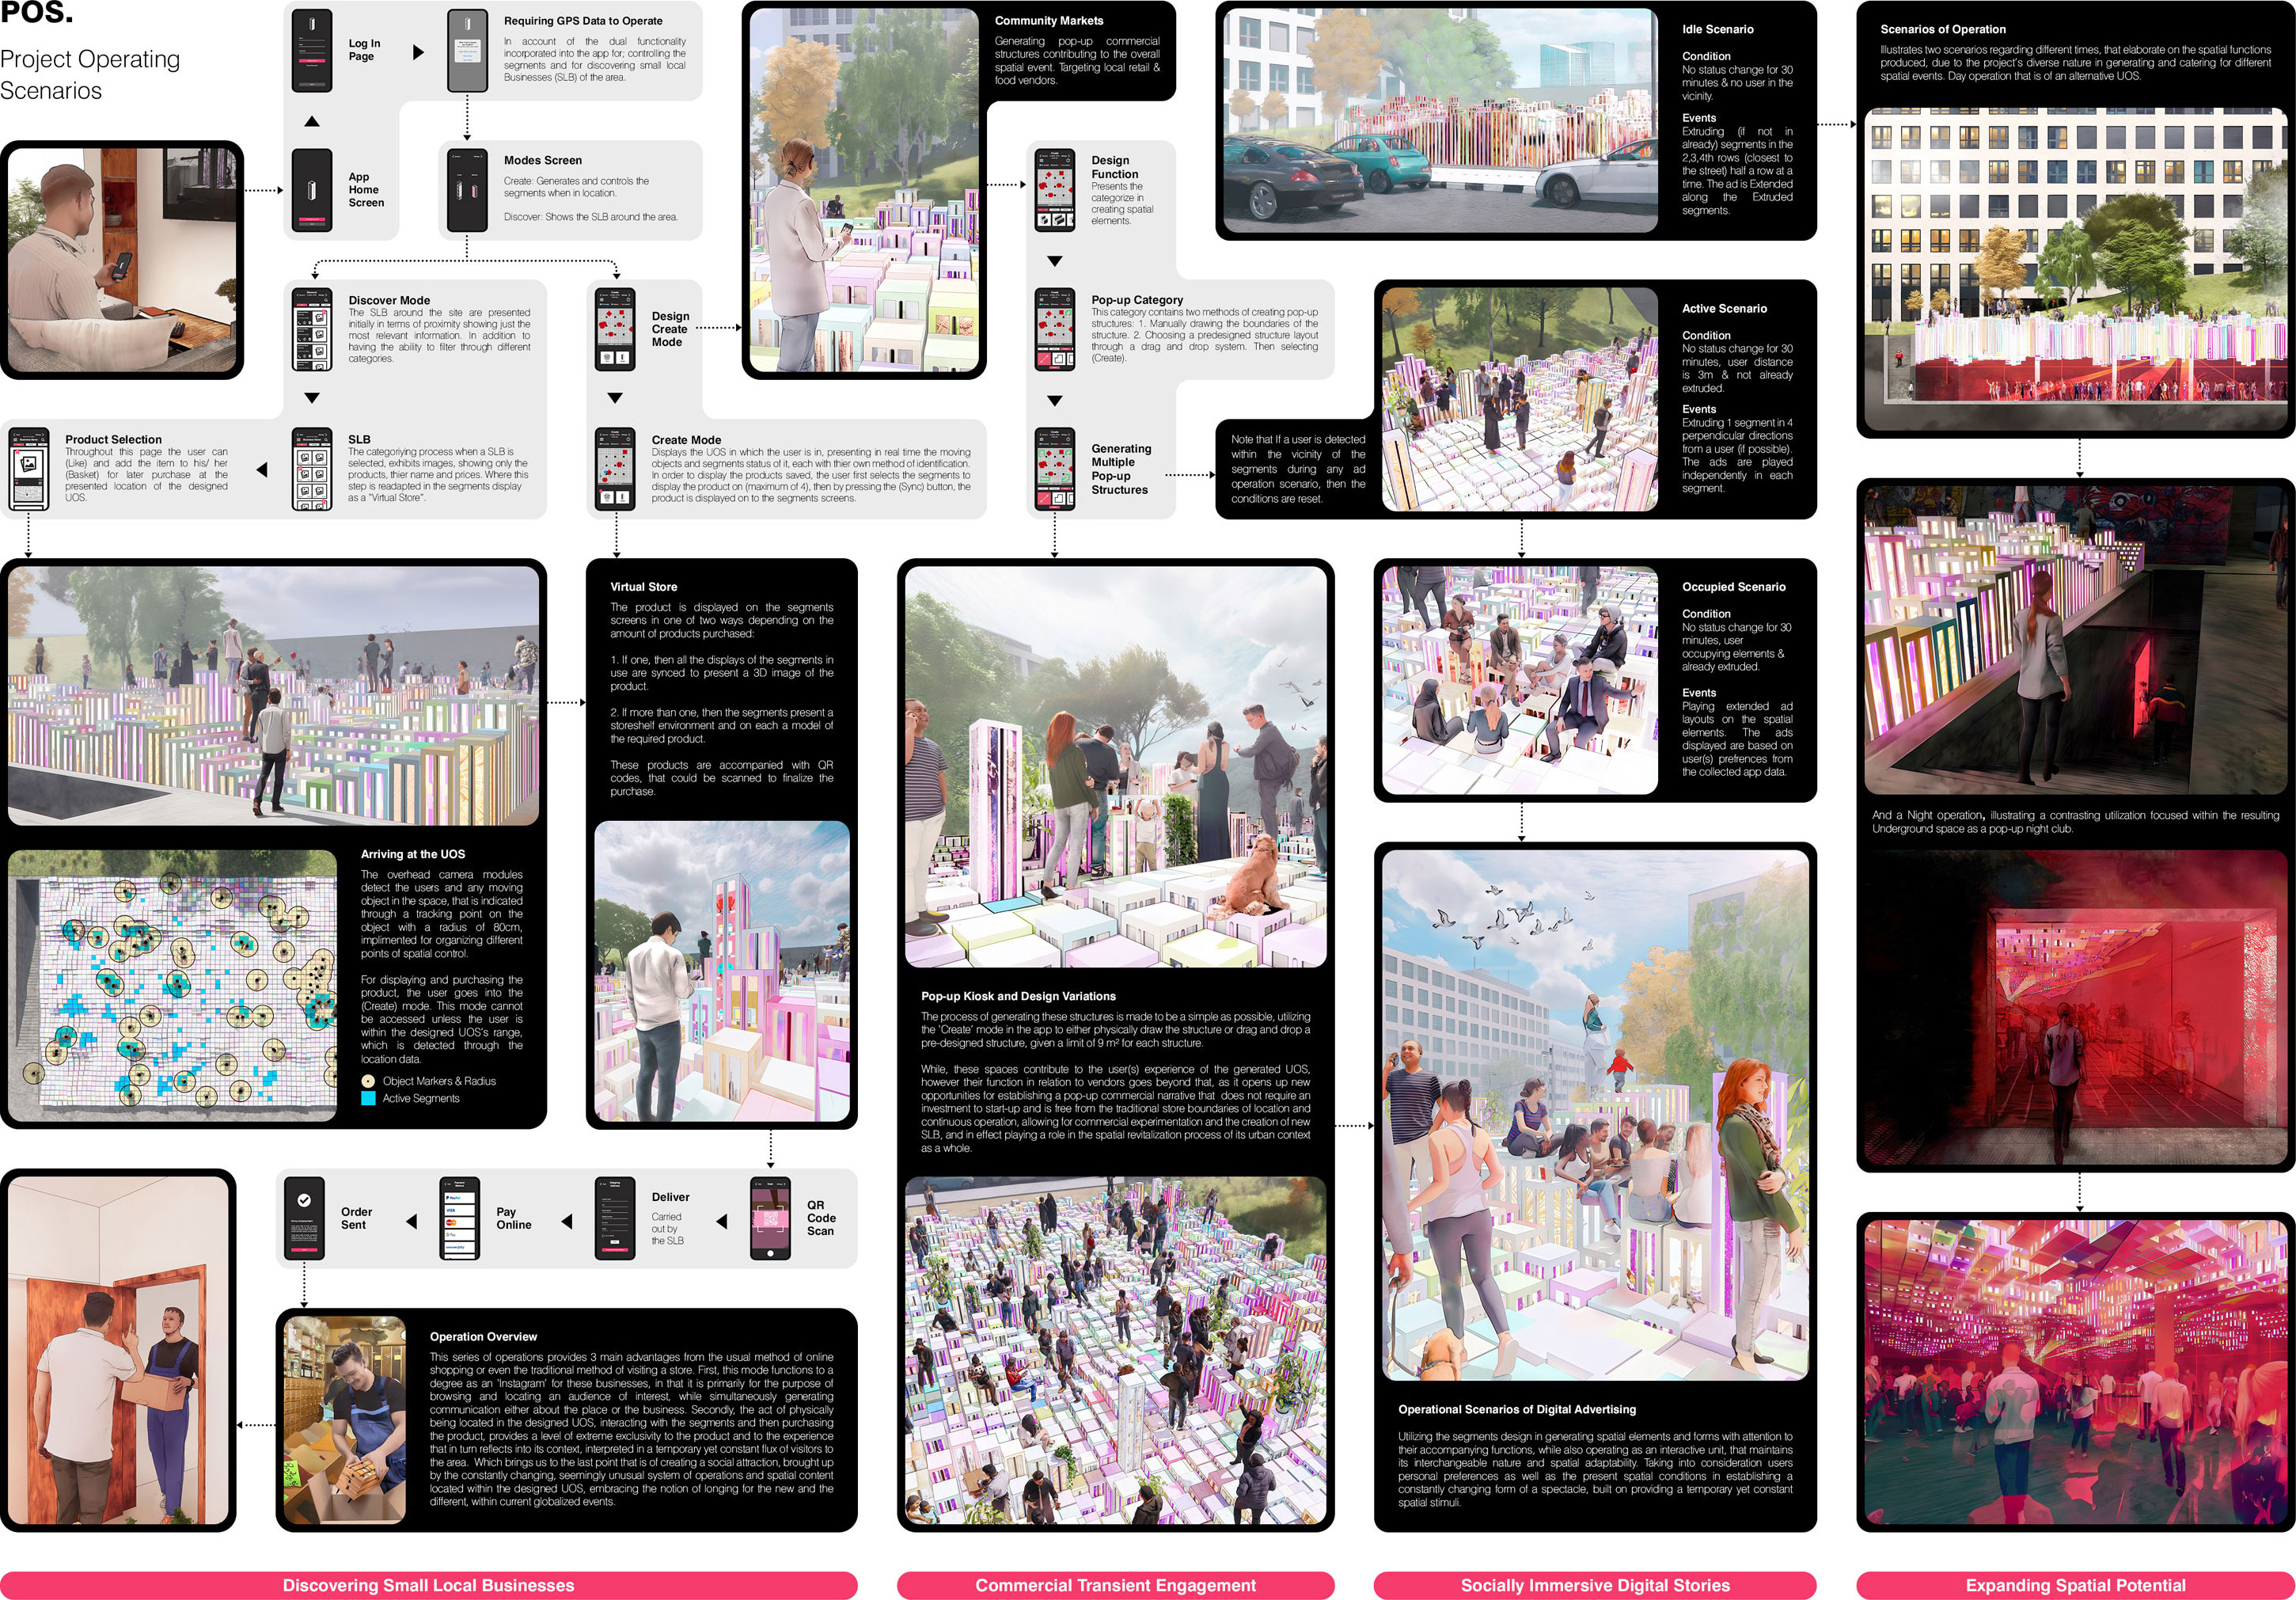 POS.
Project Operating
Scenarios
Log In
Page
Requiring GPS Data to Operate
In account of the dual functionality
incorporated into the app for; controlling the
segments and for discovering small local
Businesses (SLB) of the area.
App
Home
Screen
Modes Screen
Create: Generates and controls the
segments when in location.
Discover: Shows the SLB around the area.
Discover Mode
The SLB around the site are presented
initially in terms of proximity showing just the
most relevant information. In addition to
having the ability to filter through different
categories.
Design
Create
Mode
Product Selection
Throughout this page the user can
(Like) and add the item to his/ her
(Basket) for later purchase at the
presented location of the designed
UOS.
SLB
The categoriying process when a SLB is
selected, exhibits images, showing only the
products, thier name and prices. Where this
step is readapted in the segments display
as a "Virtual Store".
Create Mode
Displays the UOS in which the user is in, presenting in real time the moving
objects and segments status of it, each with thier own method of identification.
In order to display the products saved, the user first selects the segments to
display the product on (maximum of 4), then by pressing the (Sync) button, the
product is displayed on to the segments screens.
Community Markets
Generating pop-up commercial
structures contributing to the overall
spatial event. Targeting local retail &
food vendors.
Design
Function
Presents the
categorize in
creating spatial
elements.
Pop-up Category
This category contains two methods of creating pop-up
structures: 1. Manually drawing the boundaries of the
structure. 2. Choosing a predesigned structure layout
through a drag and drop system. Then selecting
(Create).
Generating
Multiple
Pop-up
Structures
Note that If a user is detected
within the vicinity of the
segments during any ad
operation scenario, then the
conditions are reset.
Idle Scenario
Condition
No status change for 30
minutes & no user in the
vicinity.
Events
Extruding (if not in
already) segments in the
2,3,4th rows (closest to
the street) half a row at a
time. The ad is Extended
along the Extruded
segments.
Active Scenario
Condition
No status change for 30
minutes, user distance
is 3m & not already
extruded.
Events
Extruding 1 segment in 4
perpendicular directions
from a user (if possible).
The ads are played
independently in each
segment.
Scenarios of Operation
Illustrates two scenarios regarding different times, that elaborate on the spatial functions
produced, due to the project's diverse nature in generating and catering for different
spatial events. Day operation that is of an alternative UOS.
Arriving at the UOS
The overhead camera modules
detect the users and any moving
object in the space, that is indicated
through a tracking point on the
object with a radius of 80cm,
implimented for organizing different
points of spatial control.
For displaying and purchasing the
product, the user goes into the
(Create) mode. This mode cannot
be accessed unless the user is
within the designed UOS's range,
which is detected through the
location data.
Object Markers & Radius
Active Segments
Virtual Store
The product is displayed on the segments
screens in one of two ways depending on the
amount of products purchased:
1. If one, then all the displays of the segments in
use are synced to present a 3D image of the
product.
2. If more than one, then the segments present a
storeshelf environment and on each a model of
the required product.
These products are accompanied with QR
codes, that could be scanned to finalize the
purchase.
Order
Sent
Pay
Online
Deliver
Carried
out by
the SLB
QR
Code
Scan
PayPal
VISA
Operation Overview
This series of operations provides 3 main advantages from the usual method of online
shopping or even the traditional method of visiting a store. First, this mode functions to a
degree as an 'Instagram' for these businesses, in that it is primarily for the purpose of
browsing and locating an audience of interest, while simultaneously generating
communication either about the place or the business. Secondly, the act of physically
being located in the designed UOS, interacting with the segments and then purchasing
the product, provides a level of extreme exclusivity to the product and to the experience
that in turn reflects into its context, interpreted in a temporary yet constant flux of visitors to
the area. Which brings us to the last point that is of creating a social attraction, brought up
by the constantly changing, seemingly unusual system of operations and spatial content
located within the designed UOS, embracing the notion of longing for the new and the
different, within current globalized events.
Pop-up Kiosk and Design Variations
The process of generating these structures is made to be a simple as possible, utilizing
the 'Create' mode in the app to either physically draw the structure or drag and drop a
pre-designed structure, given a limit of 9 m² for each structure.
While, these spaces contribute to the user(s) experience of the generated UOS,
however their function in relation to vendors goes beyond that, as it opens up new
opportunities for establishing a pop-up commercial narrative that does not require an
investment to start-up and is free from the traditional store boundaries of location and
continuous operation, allowing for commercial experimentation and the creation of new
SLB, and in effect playing a role in the spatial revitalization process of its urban context
as a whole.
Occupied Scenario
Condition
No status change for 30
minutes, user
occupying elements &
already extruded.
Events
Playing extended ad
layouts on the spatial
elements. The ads
displayed are based on
user(s) prefrences from
the collected app data.
Operational Scenarios of Digital Advertising
Utilizing the segments design in generating spatial elements and forms with attention to
their accompanying functions, while also operating as an interactive unit, that maintains
its interchangeable nature and spatial adaptability. Taking into consideration users
personal preferences as well as the present spatial conditions in establishing a
constantly changing form of a spectacle, built on providing a temporary yet constant
spatial stimuli.
And a Night operation, illustrating a contrasting utilization focused within the resulting
Underground space as a pop-up night club.
Discovering Small Local Businesses
Commercial Transient Engagement
Socially Immersive Digital Stories
Expanding Spatial Potential